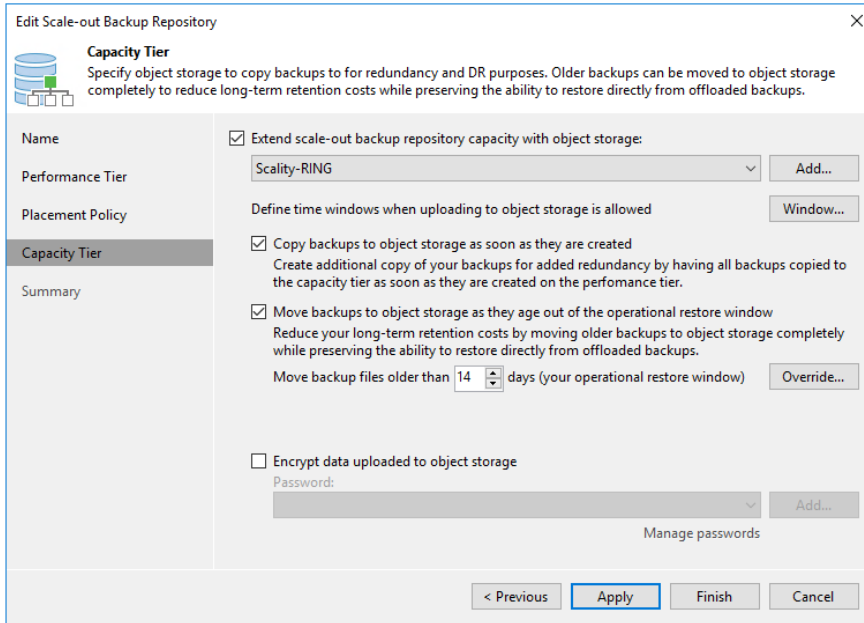 Edit Scale-out Backup Repository
Capacity Tier
Specify object storage to copy backups to for redundancy and DR purposes. Older backups can be moved to object storage
completely to reduce long-term retention costs while preserving the ability to restore directly from offloaded backups.
Name
Performance Tier
Placement Policy
Capacity Tier
Summary
Extend scale-out backup repository capacity with object storage:
Scality-RING
Add...
Define time windows when uploading to object storage is allowed
Window...
Copy backups to object storage as soon as they are created
Create additional copy of your backups for added redundancy by having all backups copied to
the capacity tier as soon as they are created on the perfomance tier.
Move backups to object storage as they age out of the operational restore window
Reduce your long-term retention costs by moving older backups to object storage completely
while preserving the ability to restore directly from offloaded backups.
Move backup files older than 14 days (your operational restore window)
Override...
Encrypt data uploaded to object storage
Password:
Add...
Manage passwords
< Previous
Apply
Finish
Cancel